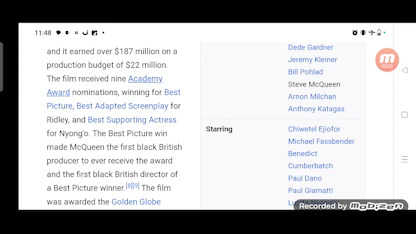 11:48
and it earned over $187 million on a
production budget of $22 million.
The film received nine Academy
Award nominations, winning for Best
Picture, Best Adapted Screenplay for
Ridley, and Best Supporting Actress
for Nyong'o. The Best Picture win
made McQueen the first black British
producer to ever receive the award
and the first black British director of
a Best Picture winner.[8][9] The film
was awarded the Golden Globe
Dede Gardner
Jeremy Kleiner
Bill Pohlad
Steve McQueen
Arnon Milchan
Anthony Katagas
Starring
Chiwetel Ejiofor
Michael Fassbender
Benedict
Cumberbatch
Paul Dano
Paul Giamatti
Recorded by Mobizen